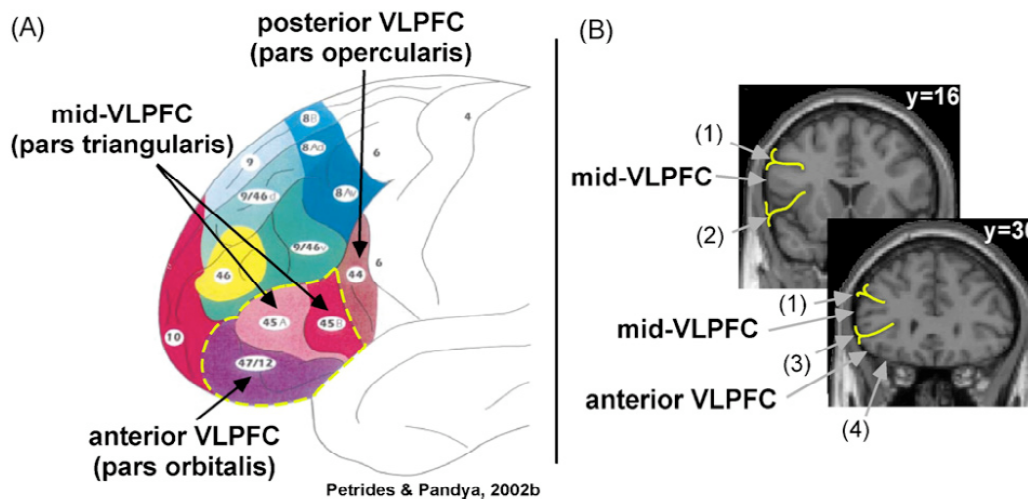 (A)
posterior VLPFC
(pars opercularis)
mid-VLPFC
(pars triangularis)
8B
4
9
8Ad
6
9/46d
8Av
9/46v
46
44
6
45A
45B
10
47/12
anterior VLPFC
(pars orbitalis)
Petrides & Pandya, 2002b
(B)
y=16
(1)
mid-VLPFC
(2)
(1)
mid-VLPFC
(3)
anterior VLPFC
(4)